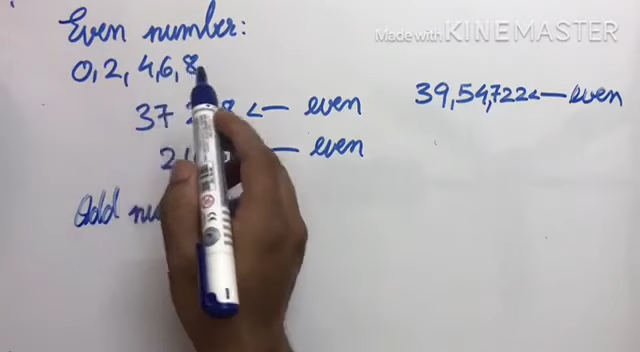 Made with KINEMASTER
Even number:
0, 2, 4, 6, 8
39,54,722 ← even
37 8 ← even
2 ← even
Odd